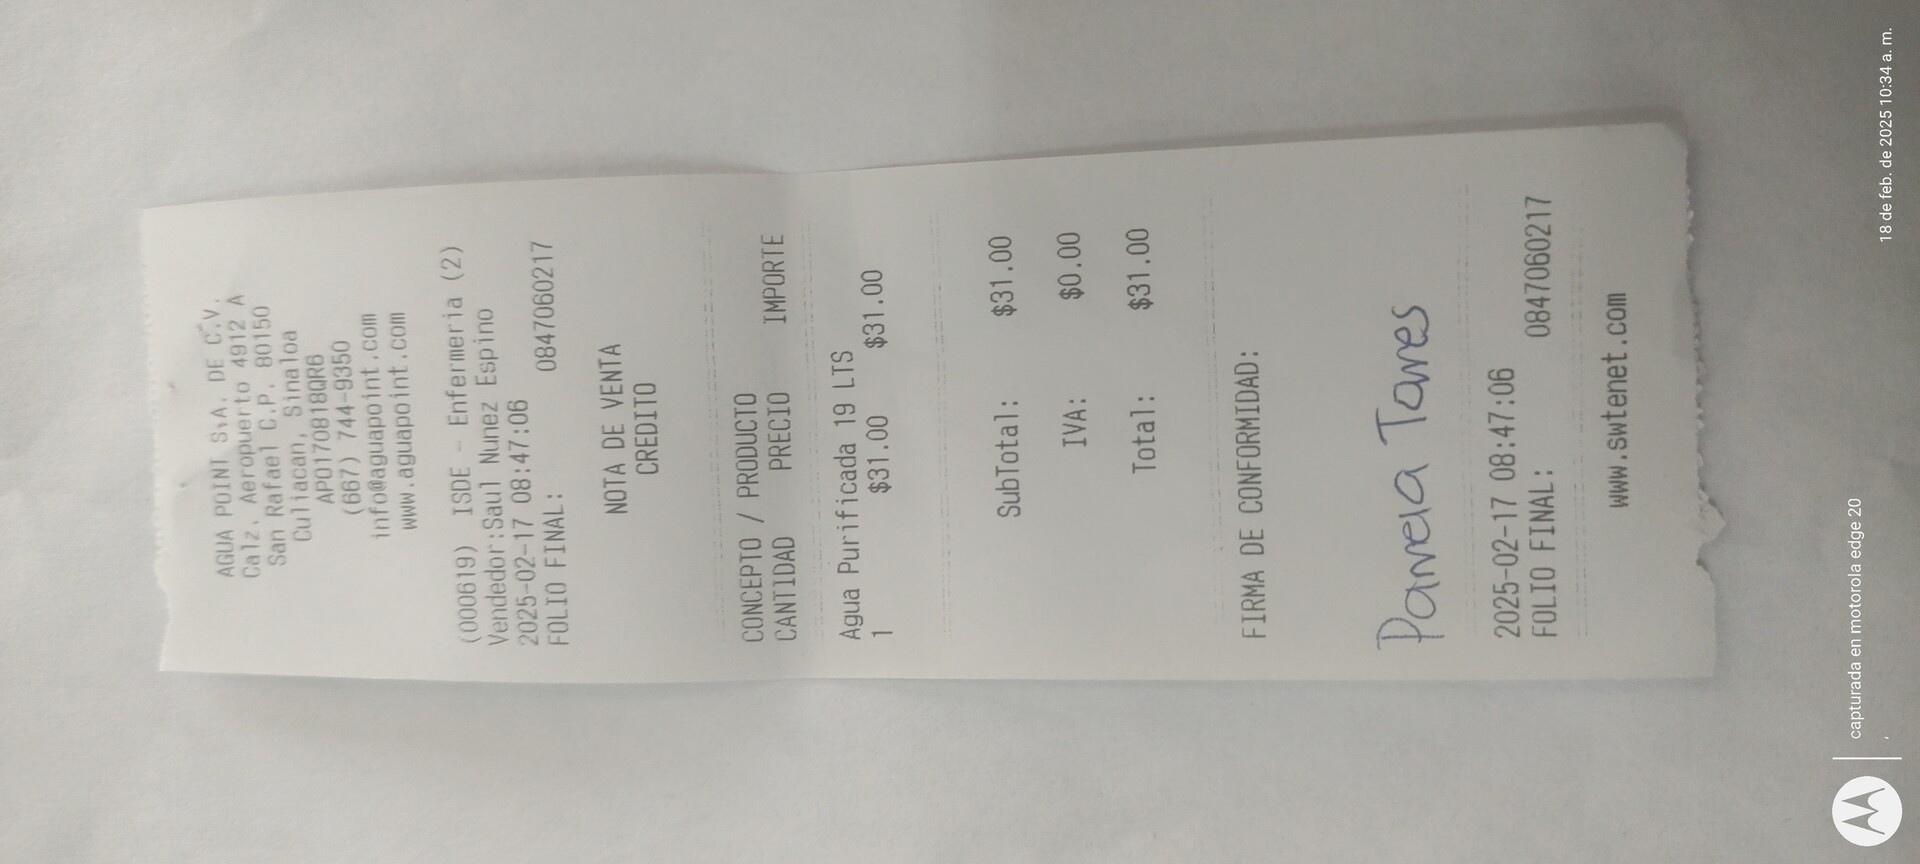 AGUA POINT S.A. DE C.V.
Calz. Aeropuerto 4912 A
San Rafael C.P. 80150
Culiacan, Sinaloa
APO170818QR6
(667) 744-9350
info@aguapoint.com
www.aguapoint.com
(000619) ISDE - Enfermeria (2)
Vendedor:Saul Nunez Espino
2025-02-17 08:47:06
FOLIO FINAL: 0847060217
NOTA DE VENTA
CREDITO
CONCEPTO / PRODUCTO
CANTIDAD PRECIO IMPORTE
Agua Purificada 19 LTS
1 $31.00 $31.00
SubTotal: $31.00
IVA: $0.00
Total: $31.00
FIRMA DE CONFORMIDAD:
Pamela Torres
2025-02-17 08:47:06
FOLIO FINAL: 0847060217
www.swtenet.com
capturada en motorola edge 20
, 18 de feb. de 2025 10:34 a. m.